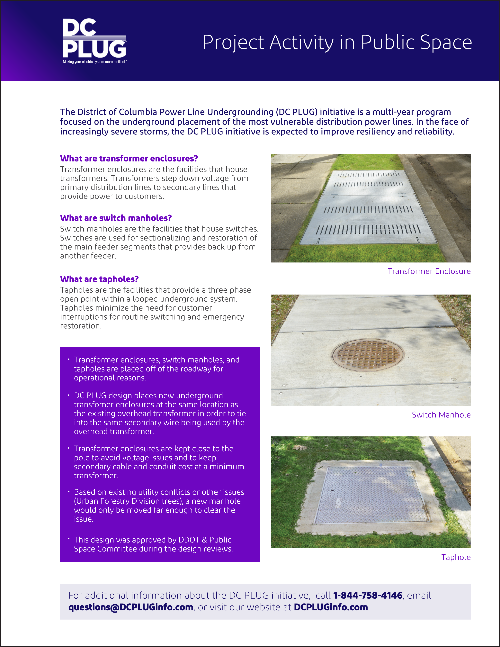 DC
PLUG
Project Activity in Public Space
The District of Columbia Power Line Undergrounding (DC PLUG) initiative is a multi-year program
focused on the underground placement of the most vulnerable distribution power lines. In the face of
increasingly severe storms, the DC PLUG initiative is expected to improve resiliency and reliability.
What are transformer enclosures?
Transformer enclosures are the facilities that house
transformers. Transformers step down voltage from
primary distribution lines to secondary lines that
provide power to customers.
What are switch manholes?
Switch manholes are the facilities that house switches.
Switches are used for sectionalizing and restoration of
the main feeder segments that provides back up from
another feeder.
What are tapholes?
Tapholes are the facilities that provide a three phase
open point within a looped underground system.
Tapholes minimize the need for customer
interruptions for routine switching and emergency
restoration.
• Transformer enclosures, switch manholes, and
tapholes are placed off of the roadway for
operational reasons.
• DC PLUG design places new underground
transformer enclosures at the same location as
the existing overhead transformer in order to tie
into the same secondary wire being used by the
overhead transformer.
• Transformer enclosures are kept close to the
pole to avoid voltage issues and to keep
secondary cable and conduit cost at a minimum
transformer.
• Based on existing utility conflicts or other issues
(Urban Forestry Division trees), a new manhole
would only be moved far enough to clear the
issue.
• This design was approved by DDOT & Public
Space Committee during the design reviews.
Transformer Enclosure
Switch Manhole
Taphole
For additional information about the DC PLUG initiative, call 1-844-758-4146, email
questions@DCPLUGinfo.com, or visit our website at DCPLUGinfo.com